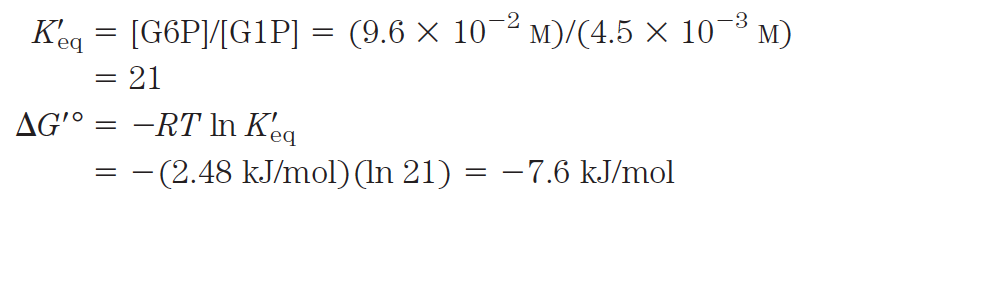 K′eq = [G6P]/[G1P] = (9.6 × 10⁻² M)/(4.5 × 10⁻³ M)
= 21
ΔG′° = −RT ln K′eq
= −(2.48 kJ/mol)(ln 21) = −7.6 kJ/mol